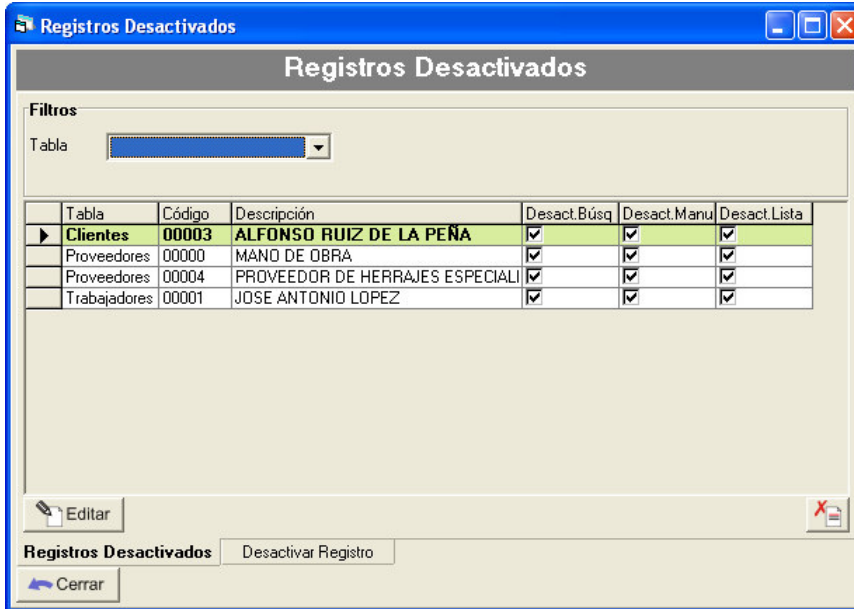 Registros Desactivados
Registros Desactivados
Filtros
Tabla
Tabla Código Descripción Desact.Búsq Desact.Manu Desact.Lista
Clientes 00003 ALFONSO RUIZ DE LA PEÑA
Proveedores 00000 MANO DE OBRA
Proveedores 00004 PROVEEDOR DE HERRAJES ESPECIALI
Trabajadores 00001 JOSE ANTONIO LOPEZ
Editar
Registros Desactivados Desactivar Registro
Cerrar